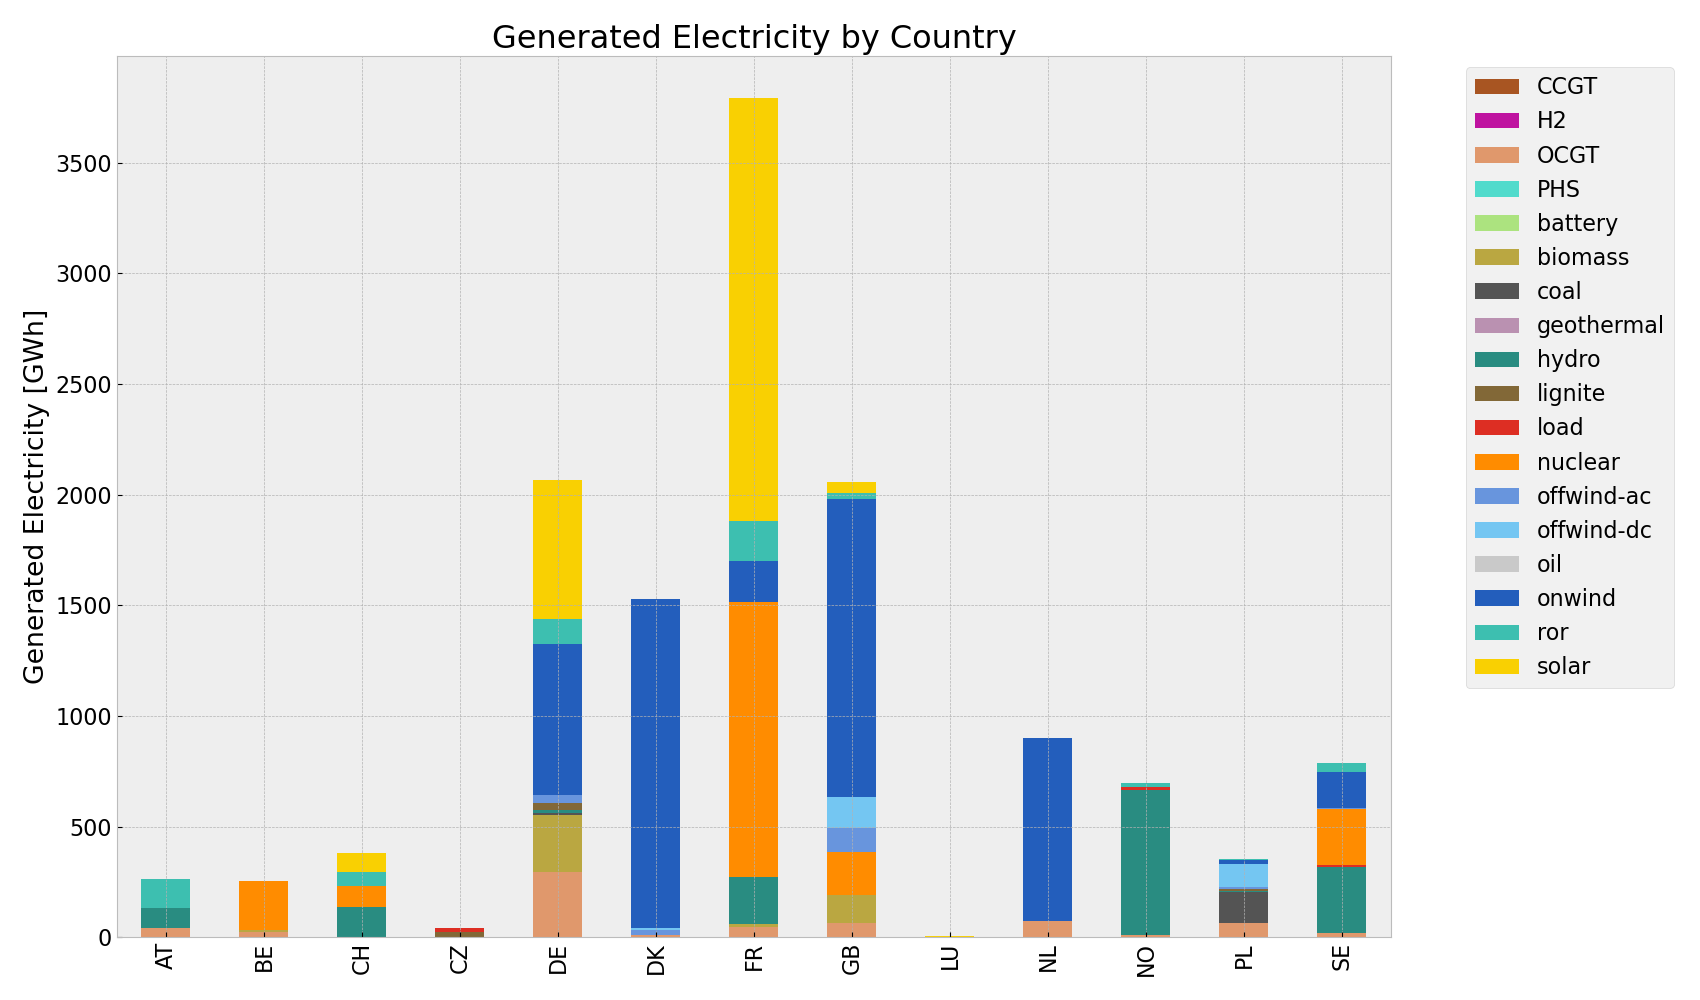 Generated Electricity by Country
Generated Electricity [GWh]
3500
3000
2500
2000
1500
1000
500
0
AT
BE
CH
CZ
DE
DK
FR
GB
LU
NL
NO
PL
SE
CCGT
H2
OCGT
PHS
battery
biomass
coal
geothermal
hydro
lignite
load
nuclear
offwind-ac
offwind-dc
oil
onwind
ror
solar